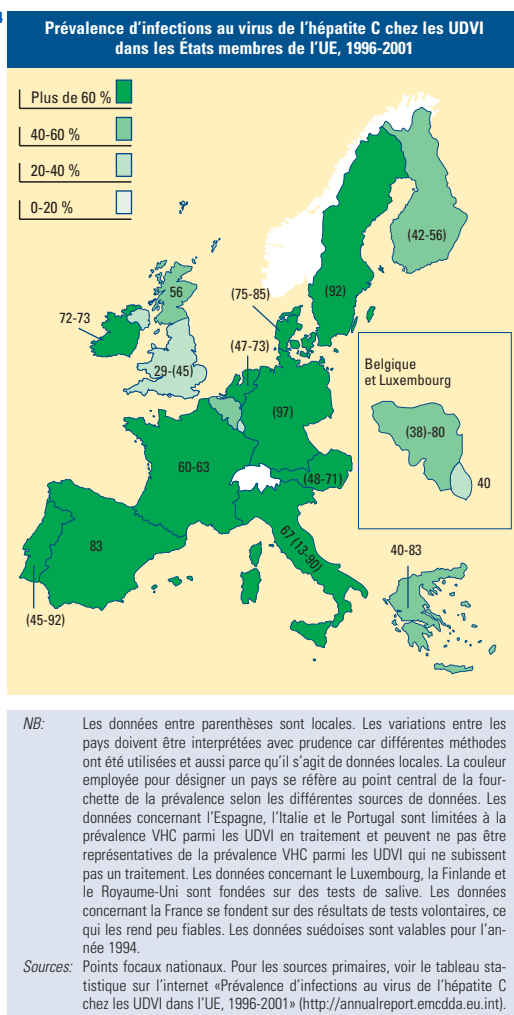 4
Prévalence d'infections au virus de l'hépatite C chez les UDVI
dans les États membres de l'UE, 1996-2001
Plus de 60 %
40-60 %
20-40 %
0-20 %
(42-56)
(92)
(75-85)
56
72-73
(47-73)
29-(45)
Belgique
et Luxembourg
(97)
(38)-80
40
60-63
(48-71)
67 (13-90)
83
40-83
(45-92)
NB: Les données entre parenthèses sont locales. Les variations entre les
pays doivent être interprétées avec prudence car différentes méthodes
ont été utilisées et aussi parce qu'il s'agit de données locales. La couleur
employée pour désigner un pays se réfère au point central de la four-
chette de la prévalence selon les différentes sources de données. Les
données concernant l'Espagne, l'Italie et le Portugal sont limitées à la
prévalence VHC parmi les UDVI en traitement et peuvent ne pas être
représentatives de la prévalence VHC parmi les UDVI qui ne subissent
pas un traitement. Les données concernant le Luxembourg, la Finlande et
le Royaume-Uni sont fondées sur des tests de salive. Les données
concernant la France se fondent sur des résultats de tests volontaires, ce
qui les rend peu fiables. Les données suédoises sont valables pour l'an-
née 1994.
Sources: Points focaux nationaux. Pour les sources primaires, voir le tableau sta-
tistique sur l'internet «Prévalence d'infections au virus de l'hépatite C
chez les UDVI dans l'UE, 1996-2001» (http://annualreport.emcdda.eu.int).